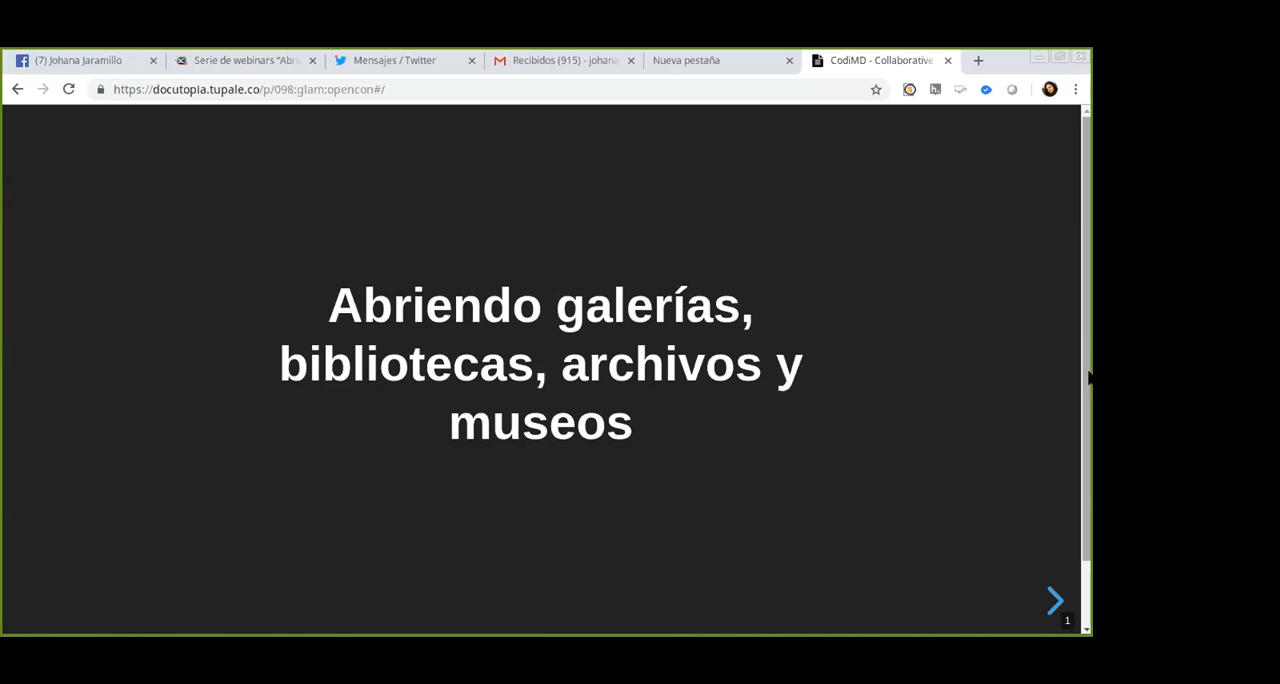 (7) Johana Jaramillo
Serie de webinars "Abri
Mensajes / Twitter
Recibidos (915) - johana
Nueva pestaña
CodiMD - Collaborative
https://docutopia.tupale.co/p/098:glam:opencon#/
Abriendo galerías,
bibliotecas, archivos y
museos
1